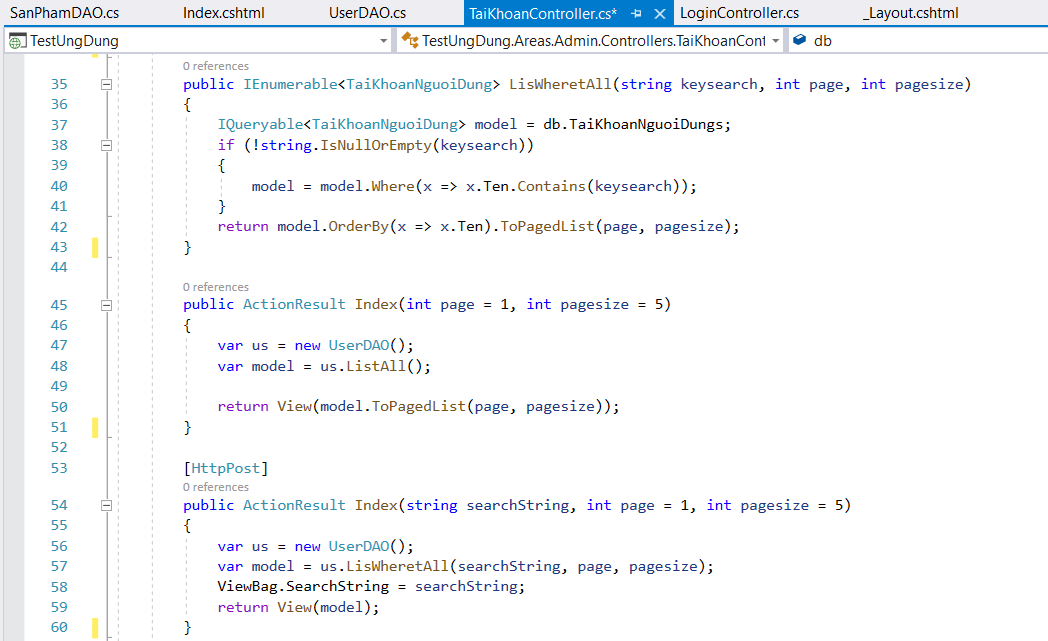 SanPhamDAO.cs Index.cshtml UserDAO.cs TaiKhoanController.cs* LoginController.cs _Layout.cshtml
TestUngDung TestUngDung.Areas.Admin.Controllers.TaiKhoanCont db
0 references
35 public IEnumerable<TaiKhoanNguoiDung> LisWheretAll(string keysearch, int page, int pagesize)
36 {
37 IQueryable<TaiKhoanNguoiDung> model = db.TaiKhoanNguoiDungs;
38 if (!string.IsNullOrEmpty(keysearch))
39 {
40 model = model.Where(x => x.Ten.Contains(keysearch));
41 }
42 return model.OrderBy(x => x.Ten).ToPagedList(page, pagesize);
43 }
44
0 references
45 public ActionResult Index(int page = 1, int pagesize = 5)
46 {
47 var us = new UserDAO();
48 var model = us.ListAll();
49
50 return View(model.ToPagedList(page, pagesize));
51 }
52
53 [HttpPost]
0 references
54 public ActionResult Index(string searchString, int page = 1, int pagesize = 5)
55 {
56 var us = new UserDAO();
57 var model = us.LisWheretAll(searchString, page, pagesize);
58 ViewBag.SearchString = searchString;
59 return View(model);
60 }